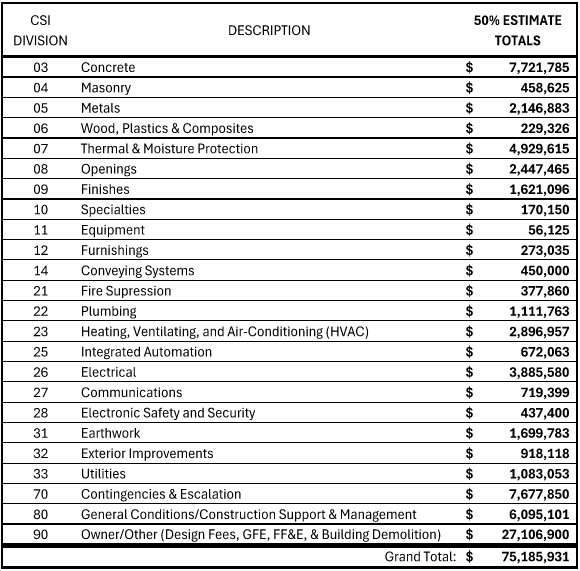 CSI DIVISION DESCRIPTION 50% ESTIMATE TOTALS
03 Concrete $ 7,721,785
04 Masonry $ 458,625
05 Metals $ 2,146,883
06 Wood, Plastics & Composites $ 229,326
07 Thermal & Moisture Protection $ 4,929,615
08 Openings $ 2,447,465
09 Finishes $ 1,621,096
10 Specialties $ 170,150
11 Equipment $ 56,125
12 Furnishings $ 273,035
14 Conveying Systems $ 450,000
21 Fire Supression $ 377,860
22 Plumbing $ 1,111,763
23 Heating, Ventilating, and Air-Conditioning (HVAC) $ 2,896,957
25 Integrated Automation $ 672,063
26 Electrical $ 3,885,580
27 Communications $ 719,399
28 Electronic Safety and Security $ 437,400
31 Earthwork $ 1,699,783
32 Exterior Improvements $ 918,118
33 Utilities $ 1,083,053
70 Contingencies & Escalation $ 7,677,850
80 General Conditions/Construction Support & Management $ 6,095,101
90 Owner/Other (Design Fees, GFE, FF&E, & Building Demolition) $ 27,106,900
Grand Total: $ 75,185,931